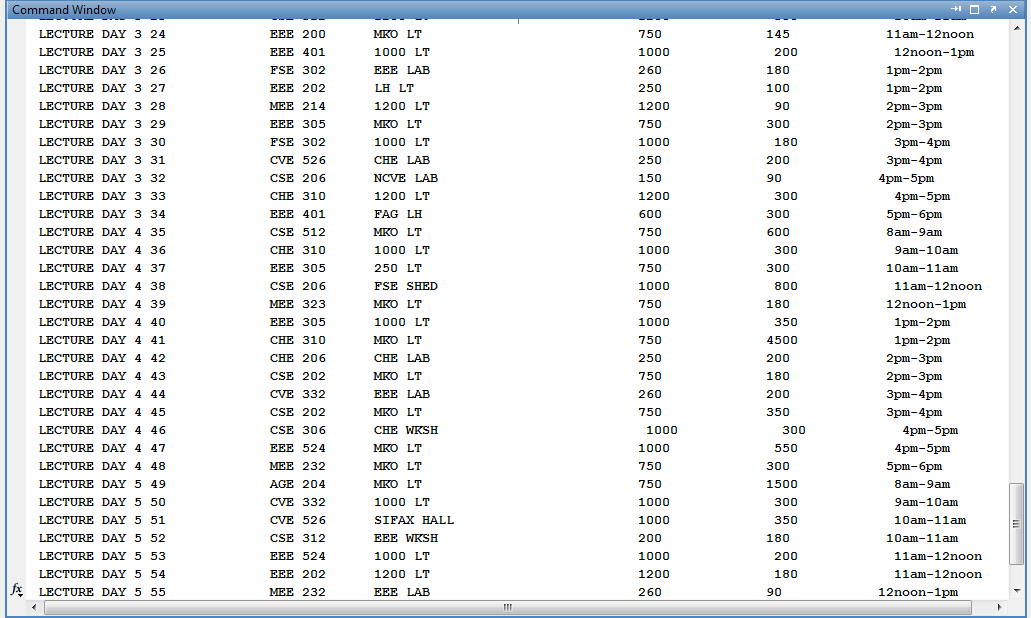 Command Window
LECTURE DAY 3 24 EEE 200 MKO LT 750 145 11am-12noon
LECTURE DAY 3 25 EEE 401 1000 LT 1000 200 12noon-1pm
LECTURE DAY 3 26 FSE 302 EEE LAB 260 180 1pm-2pm
LECTURE DAY 3 27 EEE 202 LH LT 250 100 1pm-2pm
LECTURE DAY 3 28 MEE 214 1200 LT 1200 90 2pm-3pm
LECTURE DAY 3 29 EEE 305 MKO LT 750 300 2pm-3pm
LECTURE DAY 3 30 FSE 302 1000 LT 1000 180 3pm-4pm
LECTURE DAY 3 31 CVE 526 CHE LAB 250 200 3pm-4pm
LECTURE DAY 3 32 CSE 206 NCVE LAB 150 90 4pm-5pm
LECTURE DAY 3 33 CHE 310 1200 LT 1200 300 4pm-5pm
LECTURE DAY 3 34 EEE 401 FAG LH 600 300 5pm-6pm
LECTURE DAY 4 35 CSE 512 MKO LT 750 600 8am-9am
LECTURE DAY 4 36 CHE 310 1000 LT 1000 300 9am-10am
LECTURE DAY 4 37 EEE 305 250 LT 750 300 10am-11am
LECTURE DAY 4 38 CSE 206 FSE SHED 1000 800 11am-12noon
LECTURE DAY 4 39 MEE 323 MKO LT 750 180 12noon-1pm
LECTURE DAY 4 40 EEE 305 1000 LT 1000 350 1pm-2pm
LECTURE DAY 4 41 CHE 310 MKO LT 750 4500 1pm-2pm
LECTURE DAY 4 42 CHE 206 CHE LAB 250 200 2pm-3pm
LECTURE DAY 4 43 CSE 202 MKO LT 750 180 2pm-3pm
LECTURE DAY 4 44 CVE 332 EEE LAB 260 200 3pm-4pm
LECTURE DAY 4 45 CSE 202 MKO LT 750 350 3pm-4pm
LECTURE DAY 4 46 CSE 306 CHE WKSH 1000 300 4pm-5pm
LECTURE DAY 4 47 EEE 524 MKO LT 1000 550 4pm-5pm
LECTURE DAY 4 48 MEE 232 MKO LT 750 300 5pm-6pm
LECTURE DAY 5 49 AGE 204 MKO LT 750 1500 8am-9am
LECTURE DAY 5 50 CVE 332 1000 LT 1000 300 9am-10am
LECTURE DAY 5 51 CVE 526 SIFAX HALL 1000 350 10am-11am
LECTURE DAY 5 52 CSE 312 EEE WKSH 200 180 10am-11am
LECTURE DAY 5 53 EEE 524 1000 LT 1000 200 11am-12noon
LECTURE DAY 5 54 EEE 202 1200 LT 1200 180 11am-12noon
LECTURE DAY 5 55 MEE 232 EEE LAB 260 90 12noon-1pm
fx